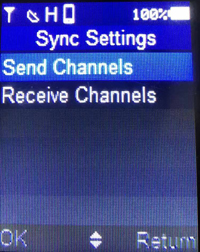 H 100%
Sync Settings
Send Channels
Receive Channels
OK Return